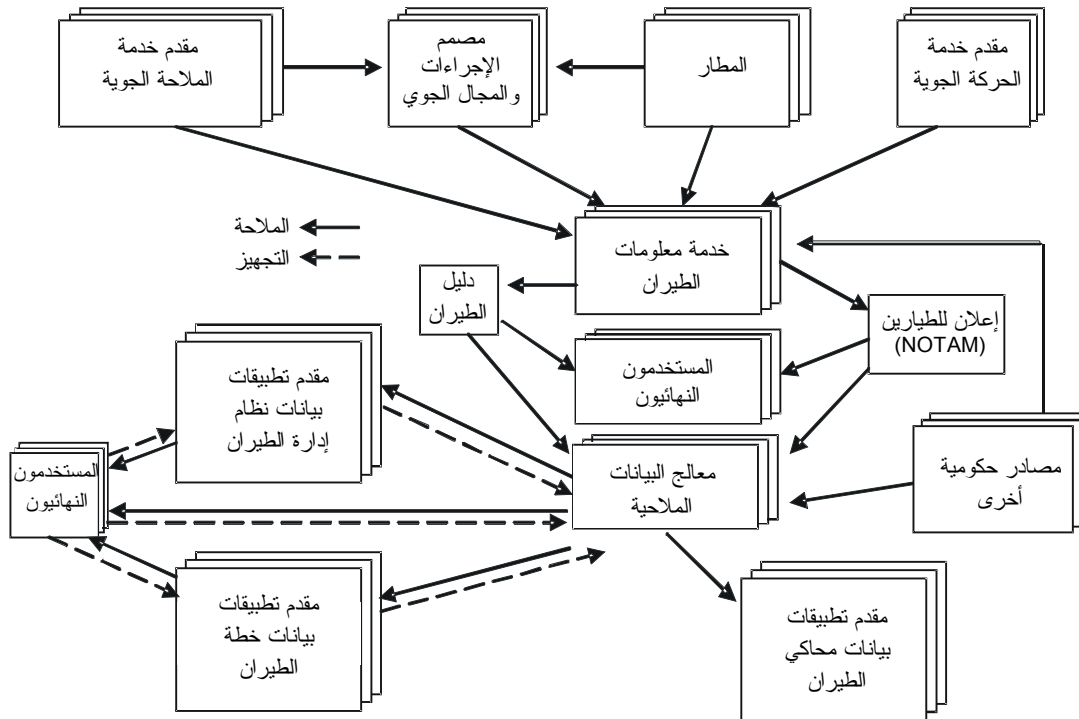 مقدم خدمة
الحركة الجوية
المطار
مصمم
الإجراءات
والمجال الجوي
مقدم خدمة
الملاحة الجوية
خدمة معلومات
الطيران
الملاحة
التجهيز
دليل
الطيران
إعلان للطيارين
(NOTAM)
المستخدمون
النهائيون
مقدم تطبيقات
بيانات نظام
إدارة الطيران
مصادر حكومية
أخرى
معالج البيانات
الملاحية
المستخدمون
النهائيون
مقدم تطبيقات
بيانات خطة
الطيران
مقدم تطبيقات
بيانات محاكي
الطيران